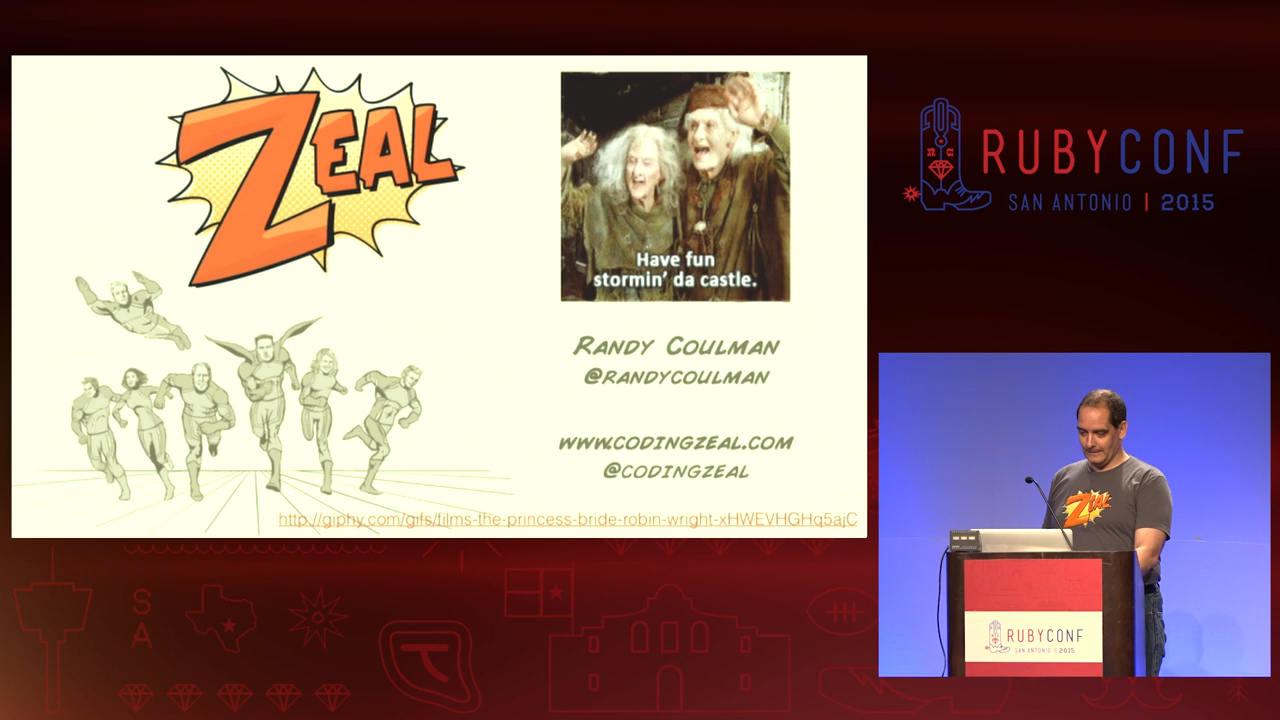 ZEAL
Have fun
stormin' da castle.
RANDY COULMAN
@RANDYCOULMAN
WWW.CODINGZEAL.COM
@CODINGZEAL
http://giphy.com/gifs/films-the-princess-bride-robin-wright-xHWEVHGHq5ajC
RUBYCONF
SAN ANTONIO | 2015
ZEAL
RUBYCONF
SAN ANTONIO | 2015
S
A